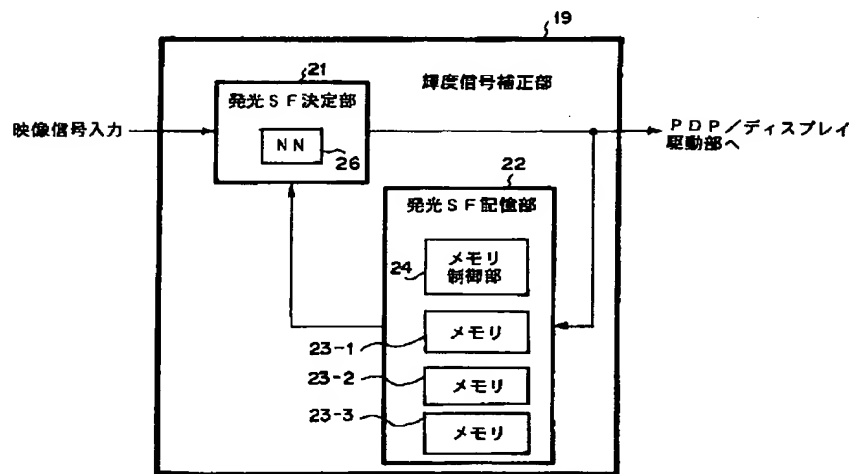 19
21
発光SF決定部
輝度信号補正部
映像信号入力
PDP/ディスプレイ
駆動部へ
NN
26
22
発光SF記憶部
メモリ
制御部
24
メモリ
23-1
メモリ
23-2
メモリ
23-3